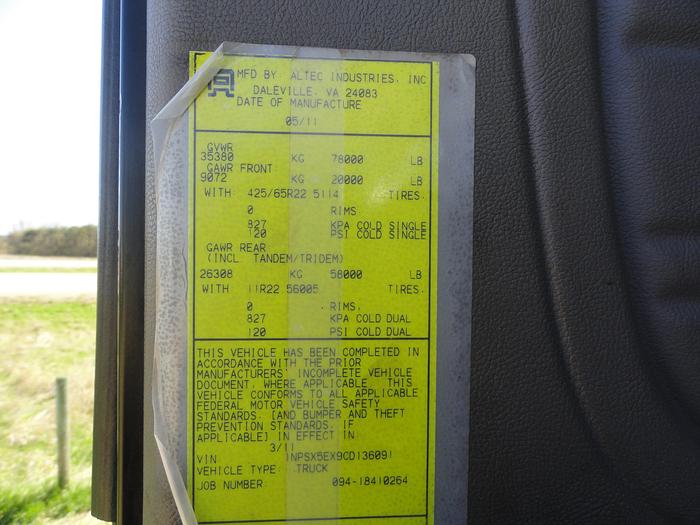 MFD BY ALTEC INDUSTRIES, INC
DALEVILLE, VA 24083
DATE OF MANUFACTURE
05/11
GVWR
35380 KG 78000 LB
GAWR FRONT
9072 KG 20000 LB
WITH 425/65R22 5114 TIRES.
0 RIMS
827 KPA COLD SINGLE
120 PSI COLD SINGLE
GAWR REAR
(INCL TANDEM/TRIDEM)
26308 KG 58000 LB
WITH 11R22 56005 TIRES.
0 RIMS.
827 KPA COLD DUAL
120 PSI COLD DUAL
THIS VEHICLE HAS BEEN COMPLETED IN
ACCORDANCE WITH THE PRIOR
MANUFACTURERS' INCOMPLETE VEHICLE
DOCUMENT, WHERE APPLICABLE THIS
VEHICLE CONFORMS TO ALL APPLICABLE
FEDERAL MOTOR VEHICLE SAFETY
STANDARDS, [AND BUMPER AND THEFT
PREVENTION STANDARDS, IF
APPLICABLE] IN EFFECT IN
3/11
VIN 1NPSX5EX9CD136091
VEHICLE TYPE TRUCK
JOB NUMBER 094-18410264